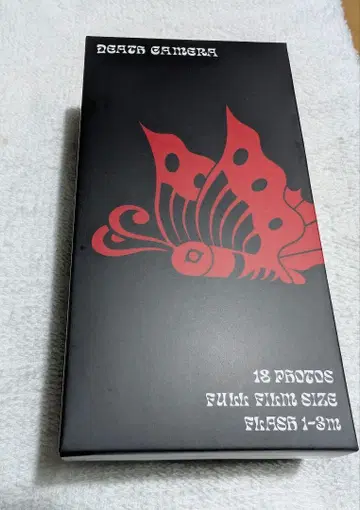 DEATH CAMERA
18 PHOTOS
FULL FILM SIZE
FLASH 1-3m